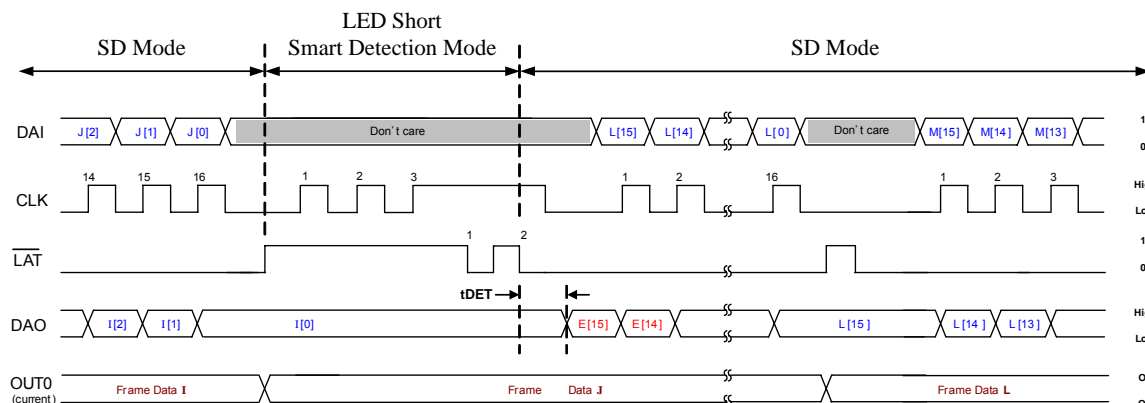 LED Short
SD Mode Smart Detection Mode SD Mode
DAI J[2] J[1] J[0] Don't care L[15] L[14] L[0] Don't care M[15] M[14] M[13] 1
0
CLK 14 15 16 1 2 3 1 2 16 1 2 3 Hig
Lo
LAT 1 2 1
0
tDET
DAO I[2] I[1] I[0] E[15] E[14] L[15] L[14] L[13] Hig
Lo
OUT0 (current) Frame Data I Frame Data J Frame Data L O